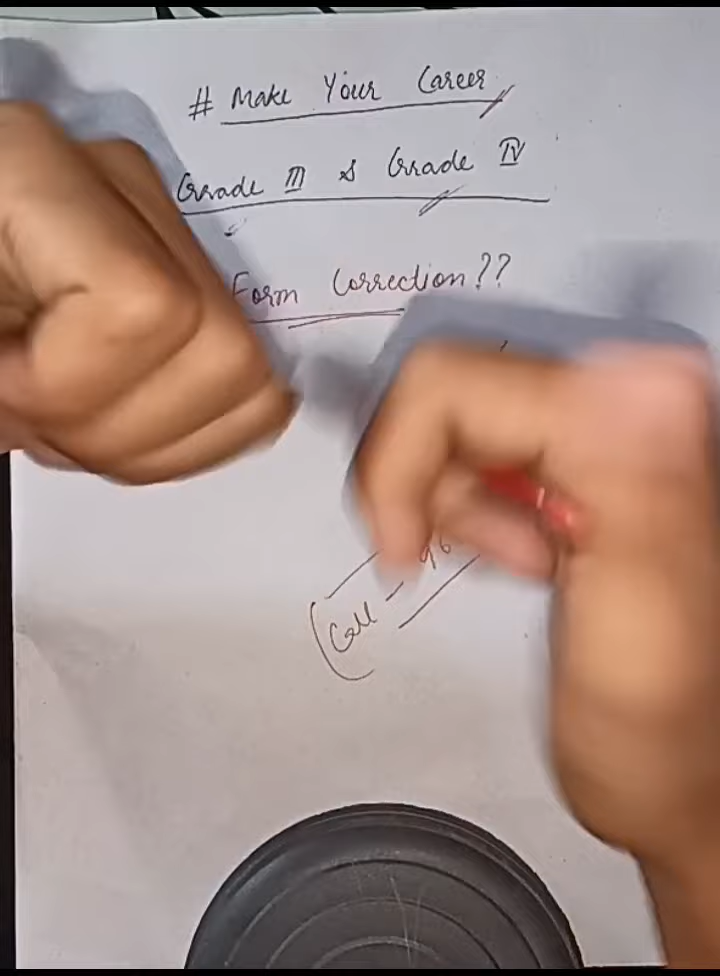 # Make Your Career
Grade III & Grade IV
Form Correction??
Call - 96